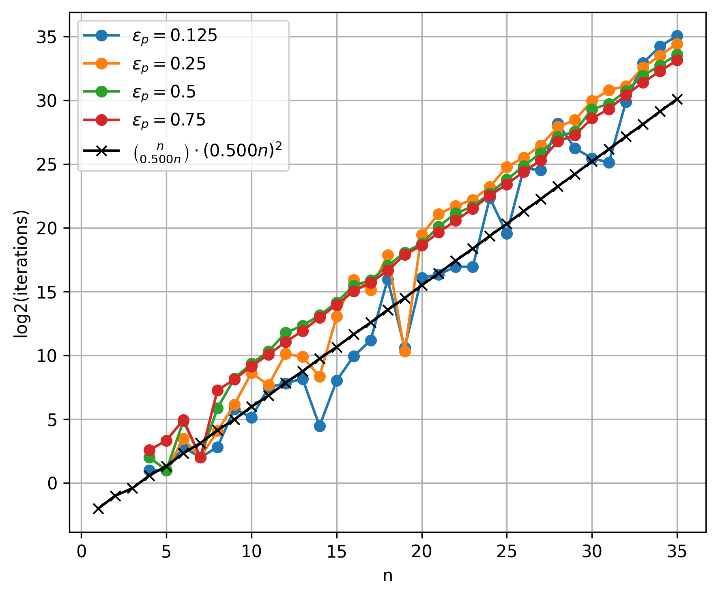 35
30
25
20
15
10
5
0
log2(iterations)
ε_p = 0.125
ε_p = 0.25
ε_p = 0.5
ε_p = 0.75
(n 0.500n) · (0.500n)²
0 5 10 15 20 25 30 35
n